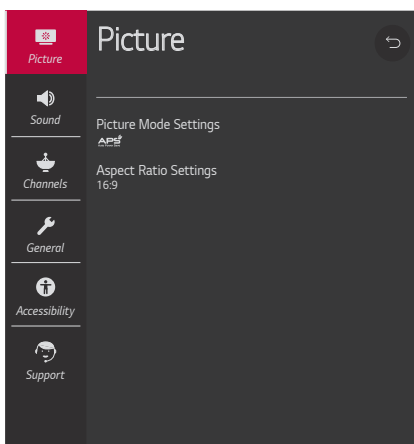 Picture
Picture
Sound
Picture Mode Settings
APS
Channels
Aspect Ratio Settings
16:9
General
Accessibility
Support